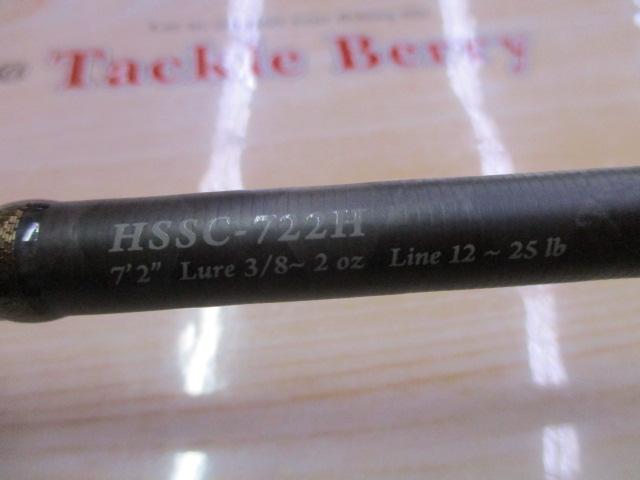 Tackle Berry
HSSC-722H
7'2" Lure 3/8~ 2 oz Line 12 ~ 25 lb